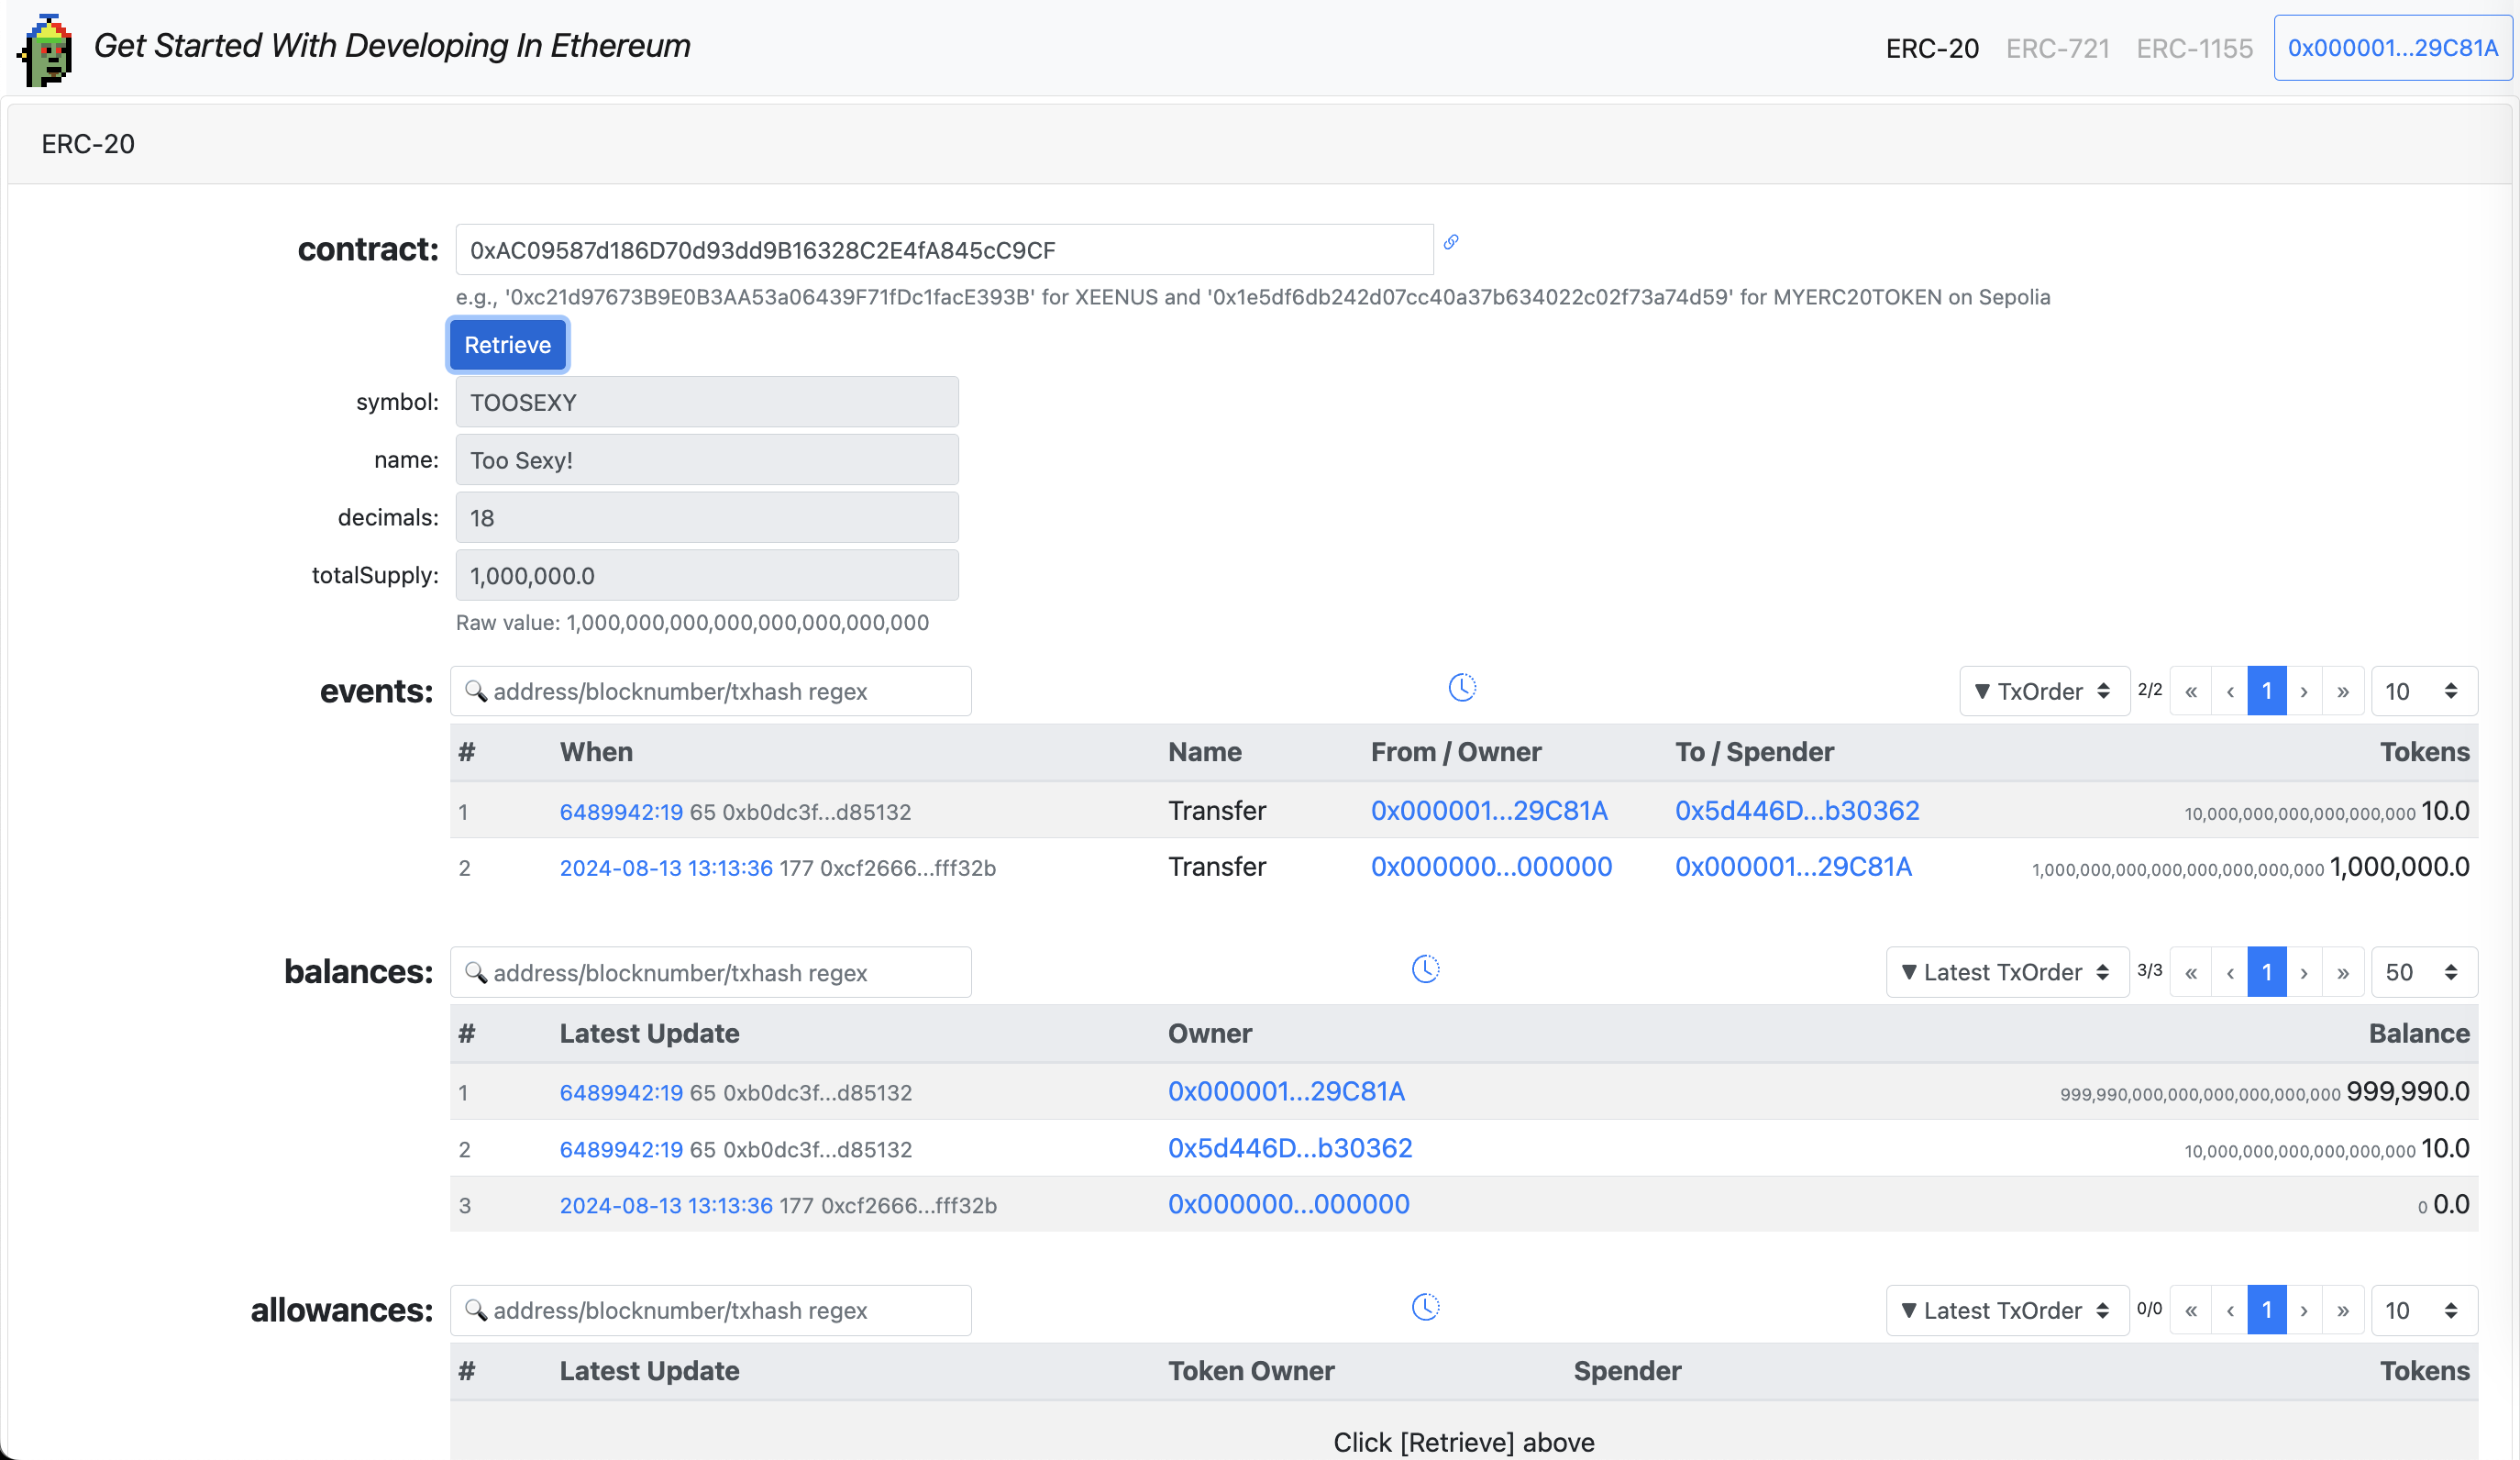 Get Started With Developing In Ethereum
ERC-20 ERC-721 ERC-1155 0x000001...29C81A
ERC-20
contract: 0xAC09587d186D70d93dd9B16328C2E4fA845cC9CF
e.g., '0xc21d97673B9E0B3AA53a06439F71fDc1facE393B' for XEENUS and '0x1e5df6db242d07cc40a37b634022c02f73a74d59' for MYERC20TOKEN on Sepolia
Retrieve
symbol: TOOSEXY
name: Too Sexy!
decimals: 18
totalSupply: 1,000,000.0
Raw value: 1,000,000,000,000,000,000,000,000
events: address/blocknumber/txhash regex ▼ TxOrder 2/2 « ‹ 1 › » 10
# When Name From / Owner To / Spender Tokens
1 6489942:19 65 0xb0dc3f...d85132 Transfer 0x000001...29C81A 0x5d446D...b30362 10,000,000,000,000,000,000 10.0
2 2024-08-13 13:13:36 177 0xcf2666...fff32b Transfer 0x000000...000000 0x000001...29C81A 1,000,000,000,000,000,000,000,000 1,000,000.0
balances: address/blocknumber/txhash regex ▼ Latest TxOrder 3/3 « ‹ 1 › » 50
# Latest Update Owner Balance
1 6489942:19 65 0xb0dc3f...d85132 0x000001...29C81A 999,990,000,000,000,000,000,000 999,990.0
2 6489942:19 65 0xb0dc3f...d85132 0x5d446D...b30362 10,000,000,000,000,000,000 10.0
3 2024-08-13 13:13:36 177 0xcf2666...fff32b 0x000000...000000 0 0.0
allowances: address/blocknumber/txhash regex ▼ Latest TxOrder 0/0 « ‹ 1 › » 10
# Latest Update Token Owner Spender Tokens
Click [Retrieve] above